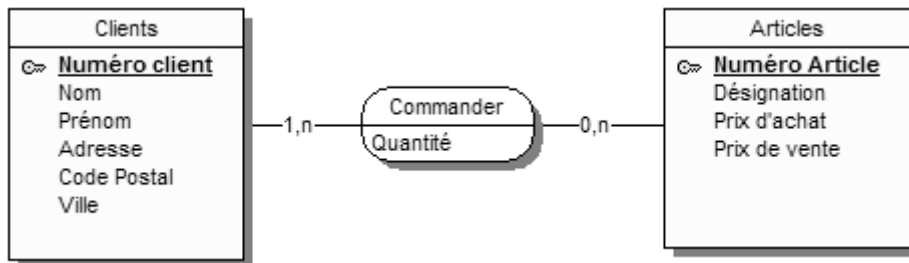 Clients
Numéro client
Nom
Prénom
Adresse
Code Postal
Ville
1,n
Commander
Quantité
0,n
Articles
Numéro Article
Désignation
Prix d'achat
Prix de vente